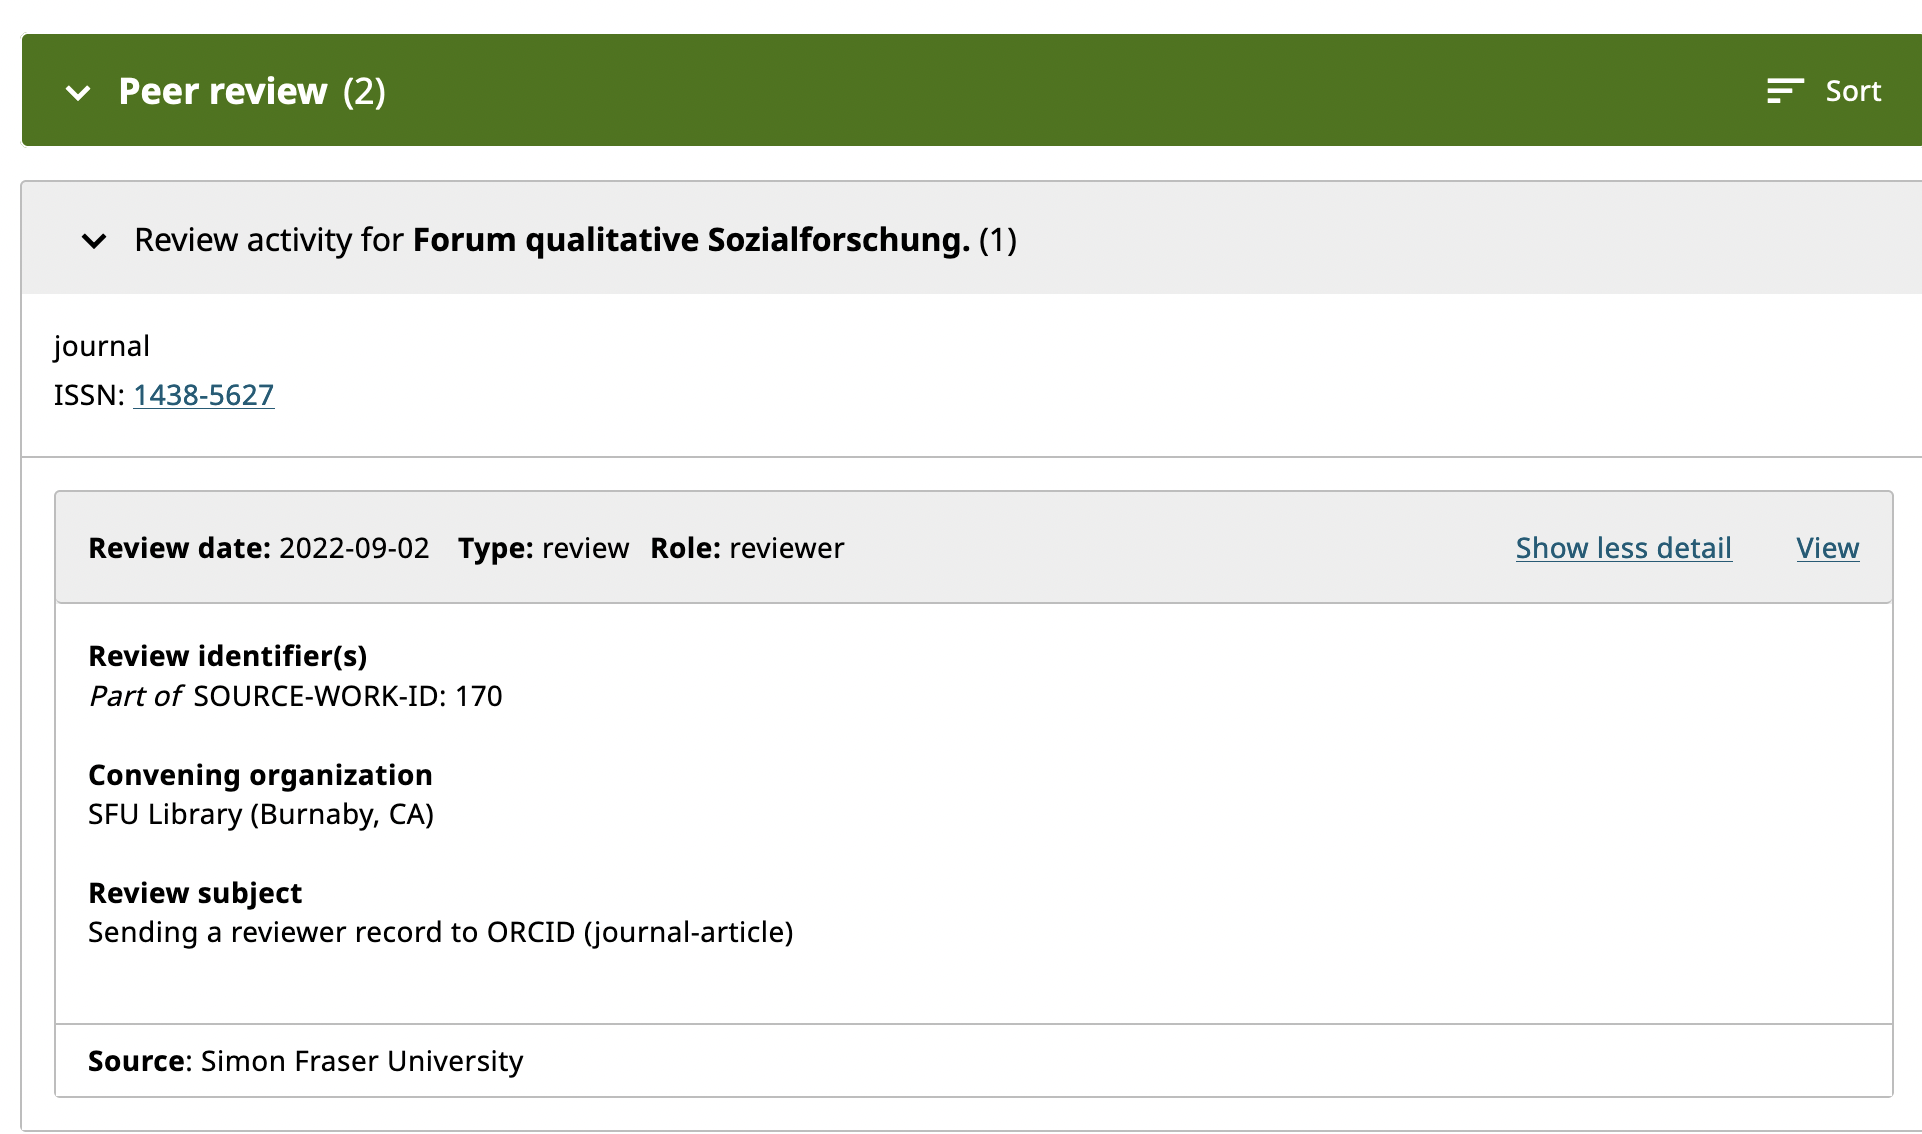 Peer review (2)
Sort
Review activity for Forum qualitative Sozialforschung. (1)
journal
ISSN: 1438-5627
Review date: 2022-09-02 Type: review Role: reviewer
Show less detail
View
Review identifier(s)
Part of SOURCE-WORK-ID: 170
Convening organization
SFU Library (Burnaby, CA)
Review subject
Sending a reviewer record to ORCID (journal-article)
Source: Simon Fraser University